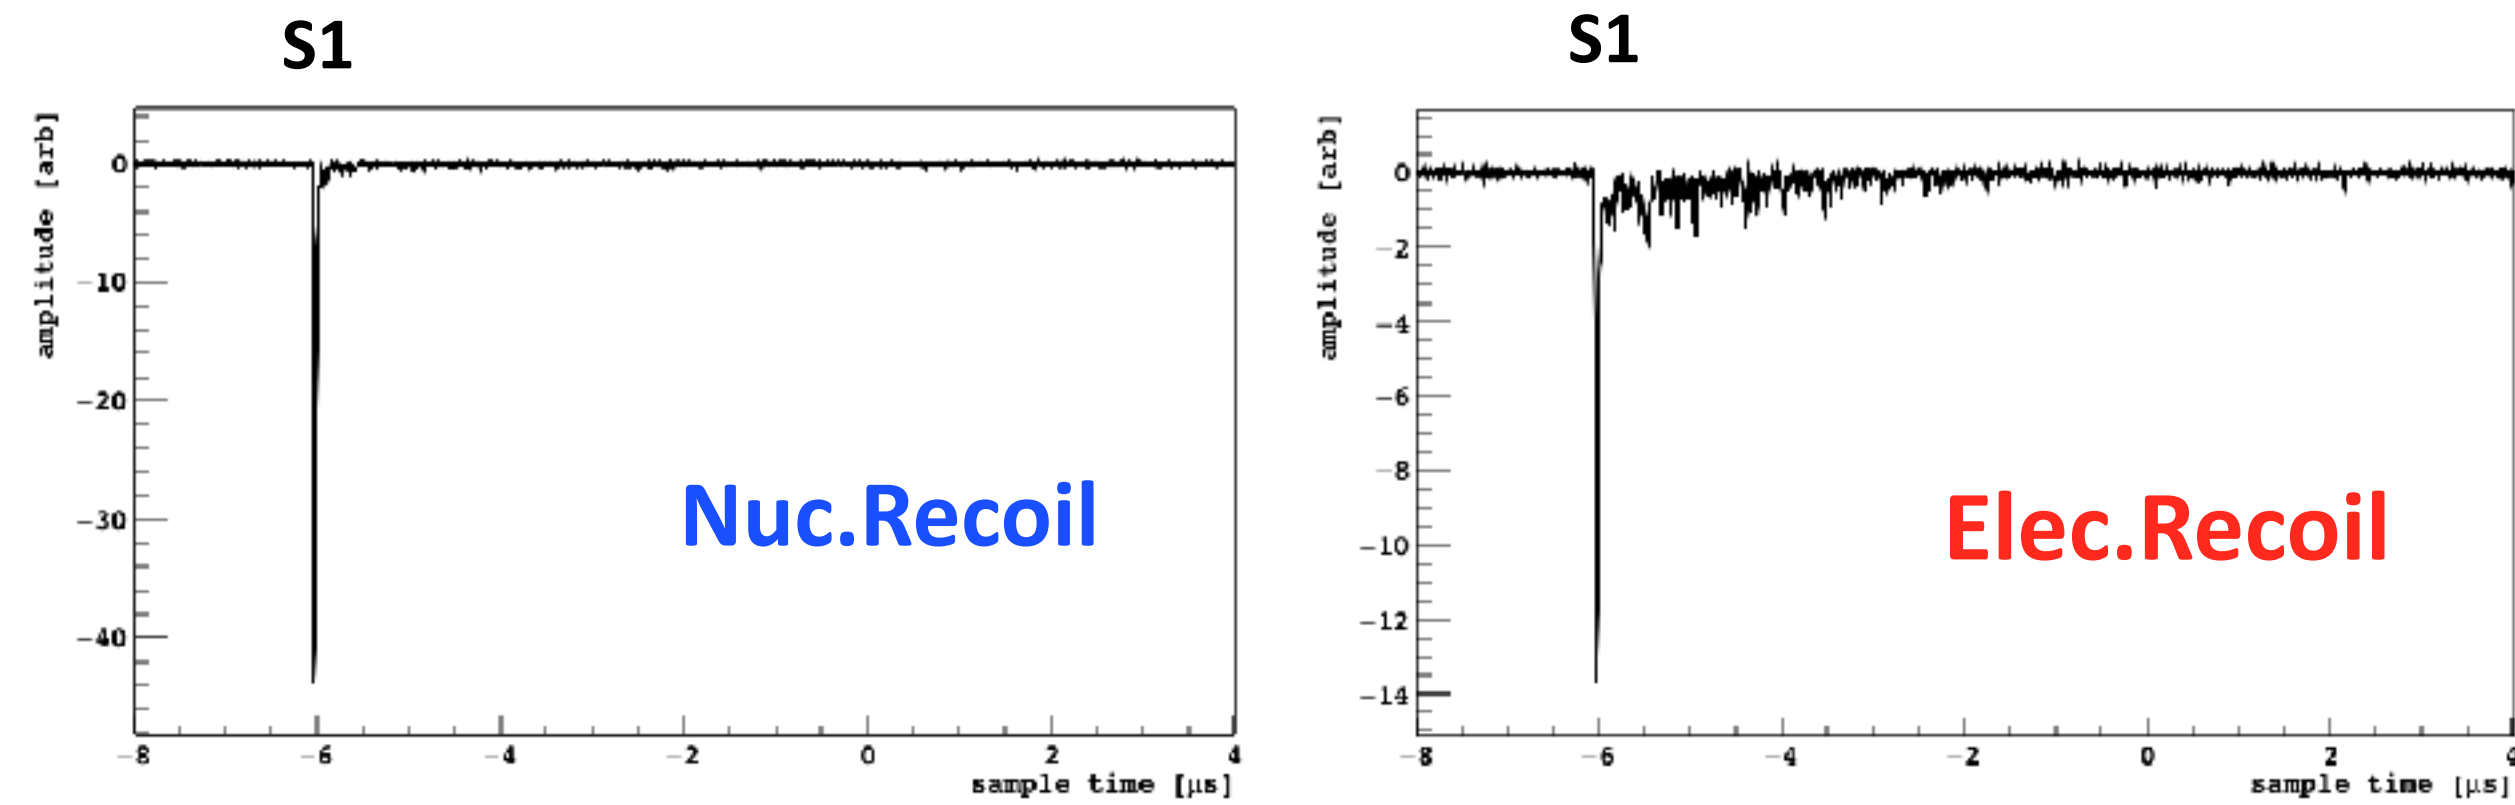 S1
amplitude [arb]
0
-10
-20
-30
-40
Nuc.Recoil
-8 -6 -4 -2 0 2 4
sample time [µs]
S1
amplitude [arb]
0
-2
-4
-6
-8
-10
-12
-14
Elec.Recoil
-8 -6 -4 -2 0 2 4
sample time [µs]